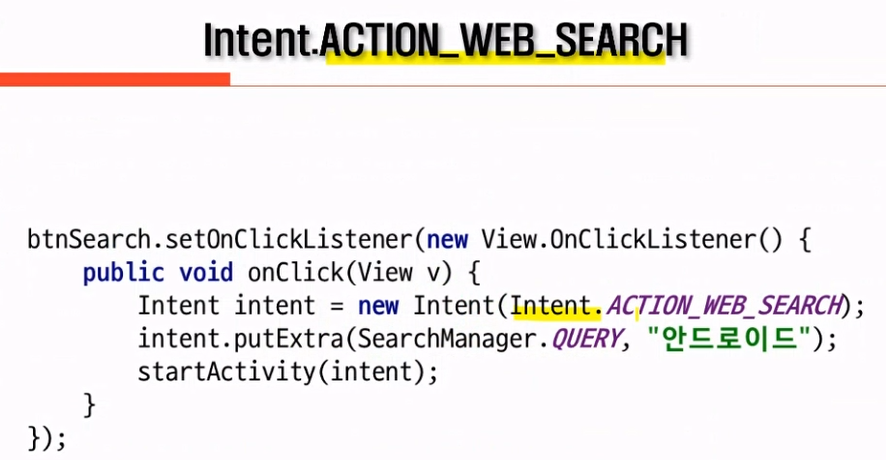 Intent.ACTION_WEB_SEARCH
btnSearch.setOnClickListener(new View.OnClickListener() {
    public void onClick(View v) {
        Intent intent = new Intent(Intent.ACTION_WEB_SEARCH);
        intent.putExtra(SearchManager.QUERY, "안드로이드");
        startActivity(intent);
    }
});